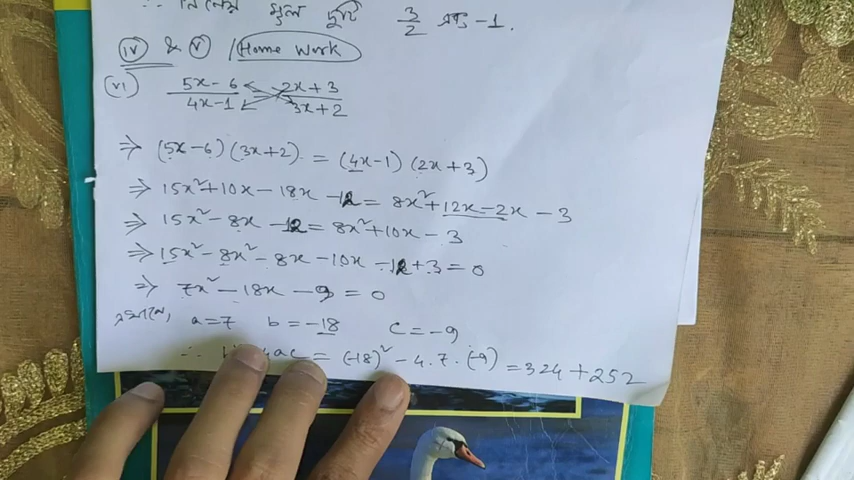 ∴ নির্ণেয় মূল দুটি 3/2 এবং -1.
(iv) & (v) / Home Work
(vi) (5x-6)/(4x-1) = (2x+3)/(3x+2)
⇒ (5x-6)(3x+2) = (4x-1)(2x+3)
⇒ 15x²+10x-18x-12 = 8x²+12x-2x-3
⇒ 15x²-8x-12 = 8x²+10x-3
⇒ 15x²-8x²-8x-10x-12+3=0
⇒ 7x²-18x-9=0
এখানে, a=7 b=-18 c=-9
∴ 4ac = (-18)²-4.7.(-9) = 324+252